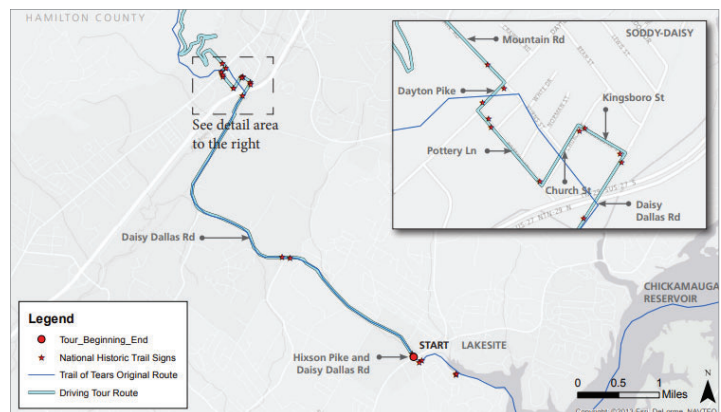 HAMILTON COUNTY
See detail area
to the right
Daisy Dallas Rd
SODDY-DAISY
Mountain Rd
Dayton Pike
Kingsboro St
Pottery Ln
Church St
Daisy
Dallas Rd
CHICKAMAUGA
RESERVOIR
START
LAKESITE
Hixson Pike and
Daisy Dallas Rd
Legend
Tour_Beginning_End
National Historic Trail Signs
Trail of Tears Original Route
Driving Tour Route
N
0 0.5 1
Miles